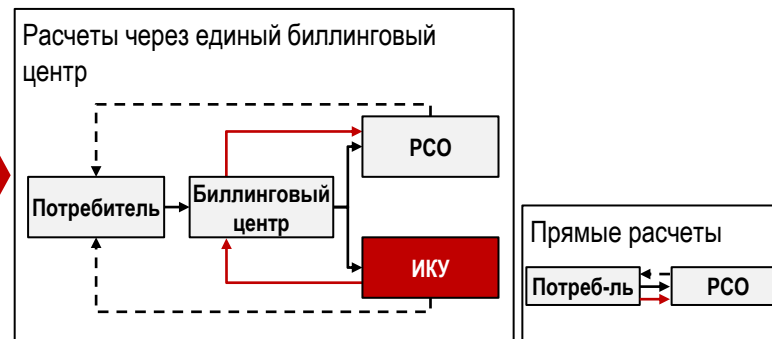 Расчеты через единый биллинговый
центр
РСО
Потребитель
Биллинговый
центр
ИКУ
Прямые расчеты
Потреб-ль
РСО